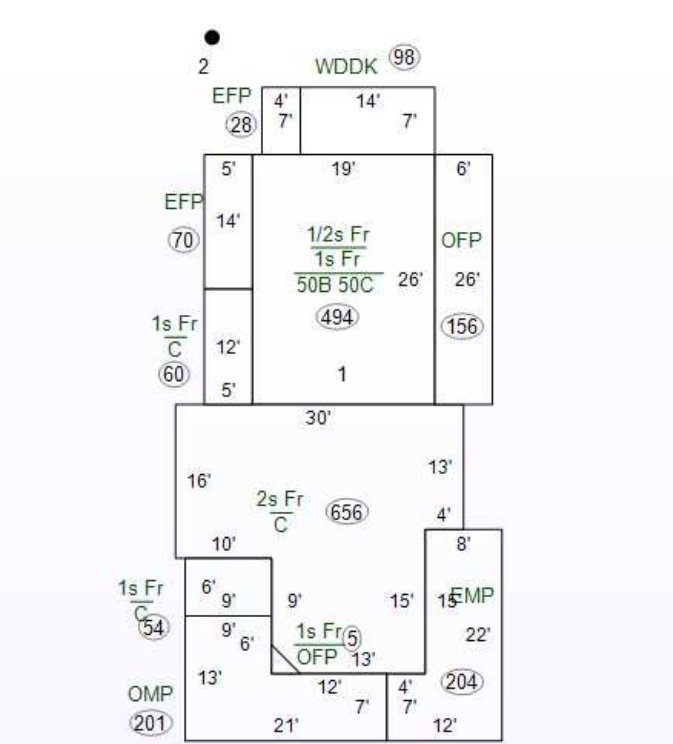 2
WDDK 98
EFP 4' 14'
28 7' 7'
5' 19' 6'
EFP
14'
1/2s Fr OFP
70 1s Fr
50B 50C 26' 26'
494 156
1s Fr
C 12'
60 1
5'
30'
13'
16'
2s Fr 656
C 4'
10' 8'
1s Fr 6' 15' EMP
C 9' 9' 15'
54 9' 1s Fr 5 22'
6' OFP 13'
13' 204
OMP 12' 4'
201 7' 7'
21' 12'